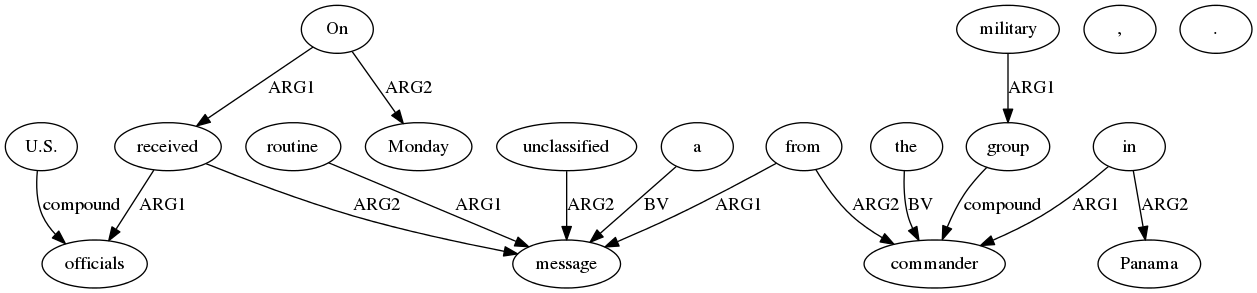 On military , .
ARG1 ARG2 ARG1
U.S. received routine Monday unclassified a from the group in
compound ARG1 ARG2 ARG1 ARG2 BV ARG1 ARG2 BV compound ARG1 ARG2
officials message commander Panama